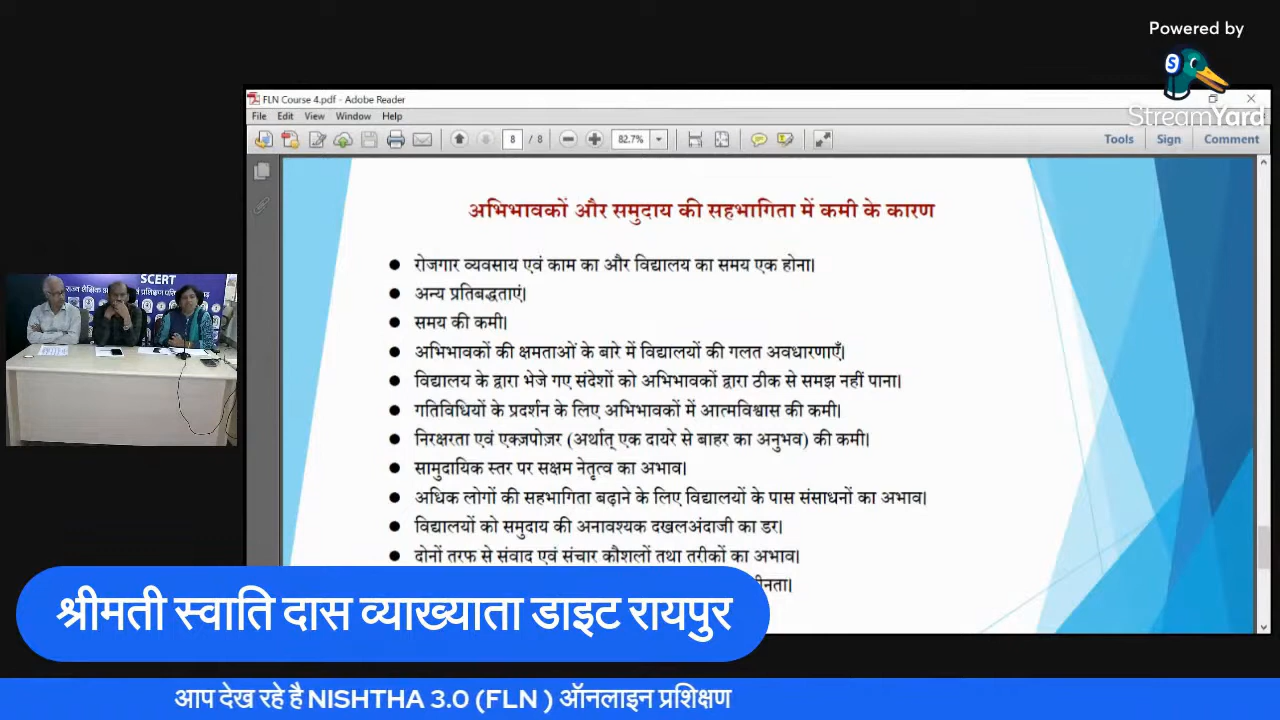 Powered by
StreamYard
FLN Course 4.pdf - Adobe Reader
File Edit View Window Help
8 / 8 82.7% Tools Sign Comment
अभिभावकों और समुदाय की सहभागिता में कमी के कारण
● रोजगार व्यवसाय एवं काम का और विद्यालय का समय एक होना।
● अन्य प्रतिबद्धताएं।
● समय की कमी।
● अभिभावकों की क्षमताओं के बारे में विद्यालयों की गलत अवधारणाएँ।
● विद्यालय के द्वारा भेजे गए संदेशों को अभिभावकों द्वारा ठीक से समझ नहीं पाना।
● गतिविधियों के प्रदर्शन के लिए अभिभावकों में आत्मविश्वास की कमी।
● निरक्षरता एवं एक्ज़पोज़र (अर्थात् एक दायरे से बाहर का अनुभव) की कमी।
● सामुदायिक स्तर पर सक्षम नेतृत्व का अभाव।
● अधिक लोगों की सहभागिता बढ़ाने के लिए विद्यालयों के पास संसाधनों का अभाव।
● विद्यालयों को समुदाय की अनावश्यक दखलअंदाजी का डर।
● दोनों तरफ से संवाद एवं संचार कौशलों तथा तरीकों का अभाव।
SCERT
श्रीमती स्वाति दास व्याख्याता डाइट रायपुर
आप देख रहे है NISHTHA 3.0 (FLN ) ऑनलाइन प्रशिक्षण